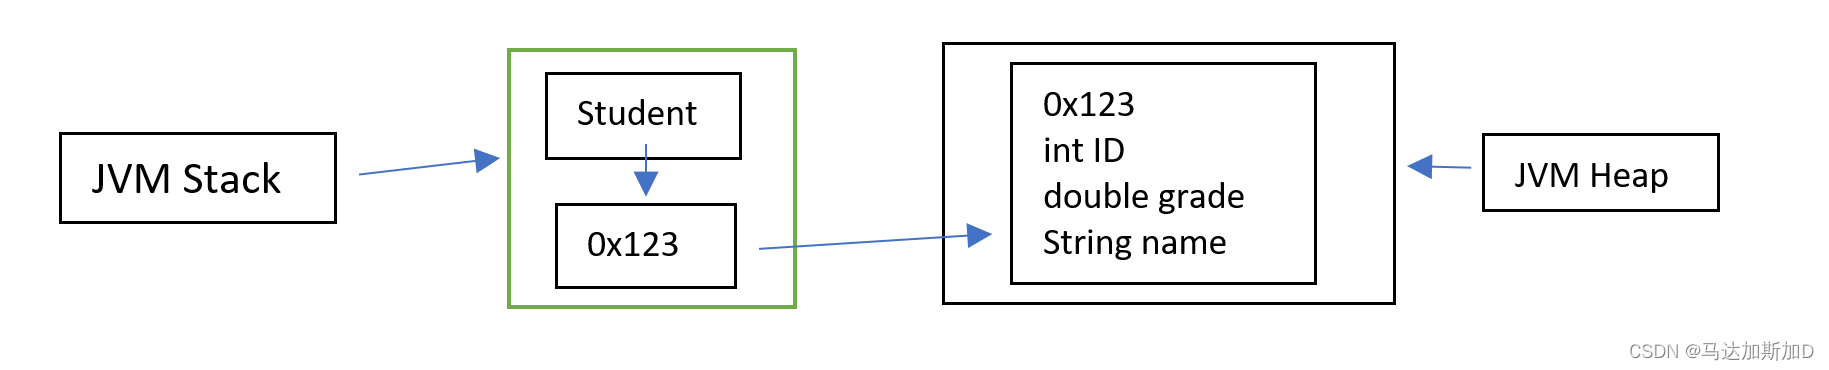 JVM Stack
Student
0x123
0x123
int ID
double grade
String name
JVM Heap
CSDN @马达加斯加D